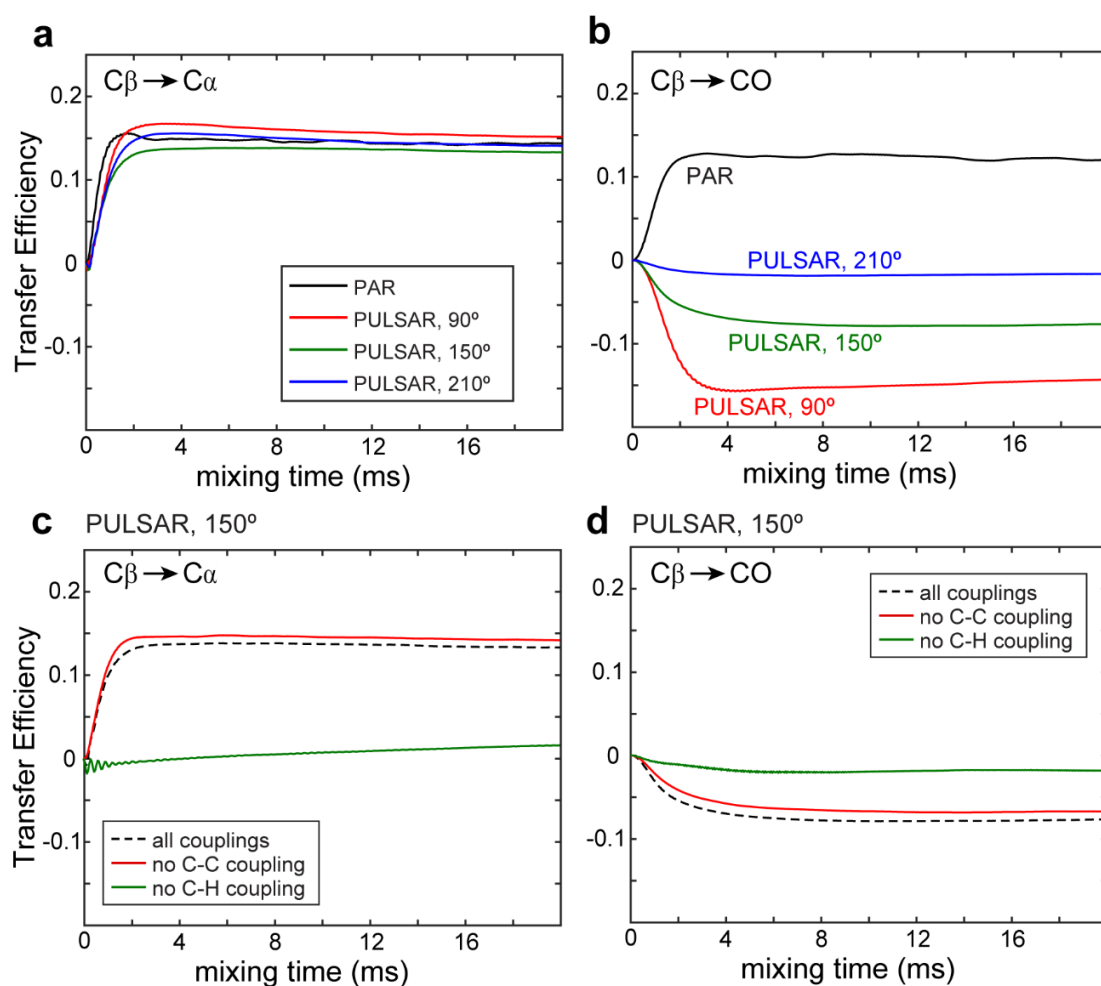 a
Cβ → Cα
0.2
0.1
0
-0.1
Transfer Efficiency
PAR
PULSAR, 90º
PULSAR, 150º
PULSAR, 210º
0 4 8 12 16
mixing time (ms)
b
Cβ → CO
0.2
0.1
0
-0.1
PAR
PULSAR, 210º
PULSAR, 150º
PULSAR, 90º
0 4 8 12 16
mixing time (ms)
c PULSAR, 150º
Cβ → Cα
0.2
0.1
0
-0.1
Transfer Efficiency
all couplings
no C-C coupling
no C-H coupling
0 4 8 12 16
mixing time (ms)
d PULSAR, 150º
Cβ → CO
0.2
0.1
0
-0.1
all couplings
no C-C coupling
no C-H coupling
0 4 8 12 16
mixing time (ms)